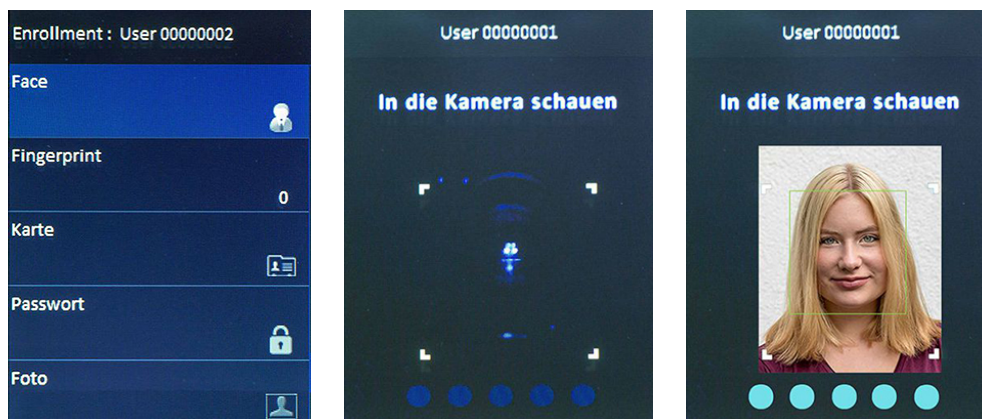 Enrollment : User 00000002
Face
Fingerprint
0
Karte
Passwort
Foto
User 00000001
In die Kamera schauen
User 00000001
In die Kamera schauen